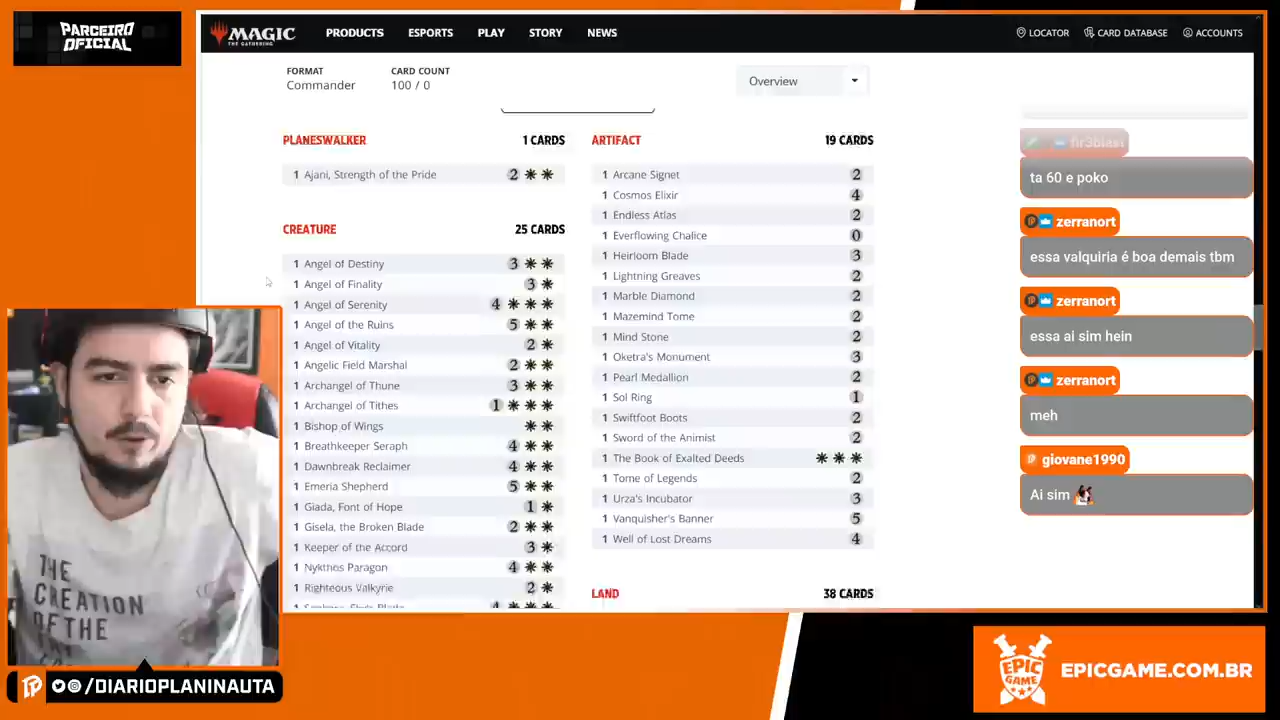 PARCEIRO
OFICIAL
MAGIC
THE GATHERING
PRODUCTS
ESPORTS
PLAY
STORY
NEWS
LOCATOR
CARD DATABASE
ACCOUNTS
FORMAT
Commander
CARD COUNT
100 / 0
Overview
PLANESWALKER 1 CARDS
1 Ajani, Strength of the Pride 2
CREATURE 25 CARDS
1 Angel of Destiny 3
1 Angel of Finality 3
1 Angel of Serenity 4
1 Angel of the Ruins 5
1 Angel of Vitality 2
1 Angelic Field Marshal 2
1 Archangel of Thune 3
1 Archangel of Tithes 1
1 Bishop of Wings
1 Breathkeeper Seraph 4
1 Dawnbreak Reclaimer 4
1 Emeria Shepherd 5
1 Giada, Font of Hope 1
1 Gisela, the Broken Blade 2
1 Keeper of the Accord 3
1 Nykthos Paragon 4
1 Righteous Valkyrie 2
ARTIFACT 19 CARDS
1 Arcane Signet 2
1 Cosmos Elixir 4
1 Endless Atlas 2
1 Everflowing Chalice 0
1 Heirloom Blade 3
1 Lightning Greaves 2
1 Marble Diamond 2
1 Mazemind Tome 2
1 Mind Stone 2
1 Oketra's Monument 3
1 Pearl Medallion 2
1 Sol Ring 1
1 Swiftfoot Boots 2
1 Sword of the Animist 2
1 The Book of Exalted Deeds
1 Tome of Legends 2
1 Urza's Incubator 3
1 Vanquisher's Banner 5
1 Well of Lost Dreams 4
LAND 38 CARDS
ta 60 e poko
zerranort
essa valquiria é boa demais tbm
zerranort
essa ai sim hein
zerranort
meh
giovane1990
Ai sim
THE
CREATION
OF THE
/DIARIOPLANINAUTA
EPIC
GAME
EPICGAME.COM.BR